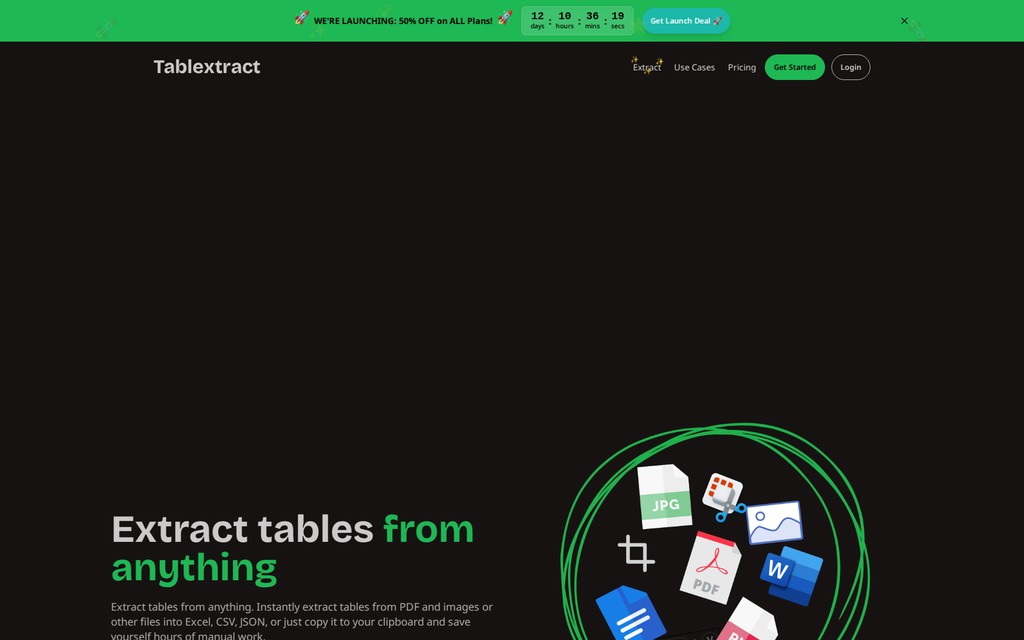 🚀 WE'RE LAUNCHING: 50% OFF on ALL Plans! 🚀
12 : 10 : 36 : 19
days hours mins secs
Get Launch Deal 🚀
Tablextract
Extract Use Cases Pricing Get Started Login
JPG
PDF
W
Extract tables from
anything
Extract tables from anything. Instantly extract tables from PDF and images or
other files into Excel, CSV, JSON, or just copy it to your clipboard and save
yourself hours of manual work.